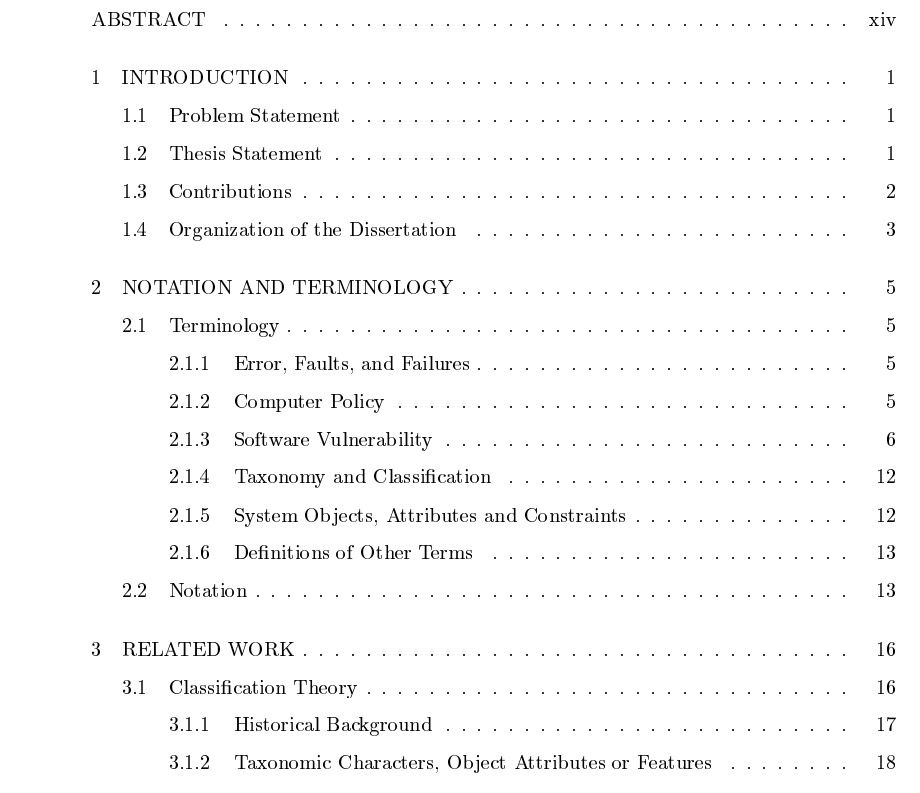 ABSTRACT . . . . . . . . . . . . . . . . . . . . . . . . . . . . . . . . . . . . . . . . xiv
1 INTRODUCTION . . . . . . . . . . . . . . . . . . . . . . . . . . . . . . . . . . . 1
1.1 Problem Statement . . . . . . . . . . . . . . . . . . . . . . . . . . . . . . . . 1
1.2 Thesis Statement . . . . . . . . . . . . . . . . . . . . . . . . . . . . . . . . . 1
1.3 Contributions . . . . . . . . . . . . . . . . . . . . . . . . . . . . . . . . . . . 2
1.4 Organization of the Dissertation . . . . . . . . . . . . . . . . . . . . . . . . 3
2 NOTATION AND TERMINOLOGY . . . . . . . . . . . . . . . . . . . . . . . . . 5
2.1 Terminology . . . . . . . . . . . . . . . . . . . . . . . . . . . . . . . . . . . . 5
2.1.1 Error, Faults, and Failures . . . . . . . . . . . . . . . . . . . . . . . . 5
2.1.2 Computer Policy . . . . . . . . . . . . . . . . . . . . . . . . . . . . . 5
2.1.3 Software Vulnerability . . . . . . . . . . . . . . . . . . . . . . . . . . 6
2.1.4 Taxonomy and Classification . . . . . . . . . . . . . . . . . . . . . . 12
2.1.5 System Objects, Attributes and Constraints . . . . . . . . . . . . . . 12
2.1.6 Definitions of Other Terms . . . . . . . . . . . . . . . . . . . . . . . 13
2.2 Notation . . . . . . . . . . . . . . . . . . . . . . . . . . . . . . . . . . . . . . 13
3 RELATED WORK . . . . . . . . . . . . . . . . . . . . . . . . . . . . . . . . . . . 16
3.1 Classification Theory . . . . . . . . . . . . . . . . . . . . . . . . . . . . . . . 16
3.1.1 Historical Background . . . . . . . . . . . . . . . . . . . . . . . . . . 17
3.1.2 Taxonomic Characters, Object Attributes or Features . . . . . . . . 18